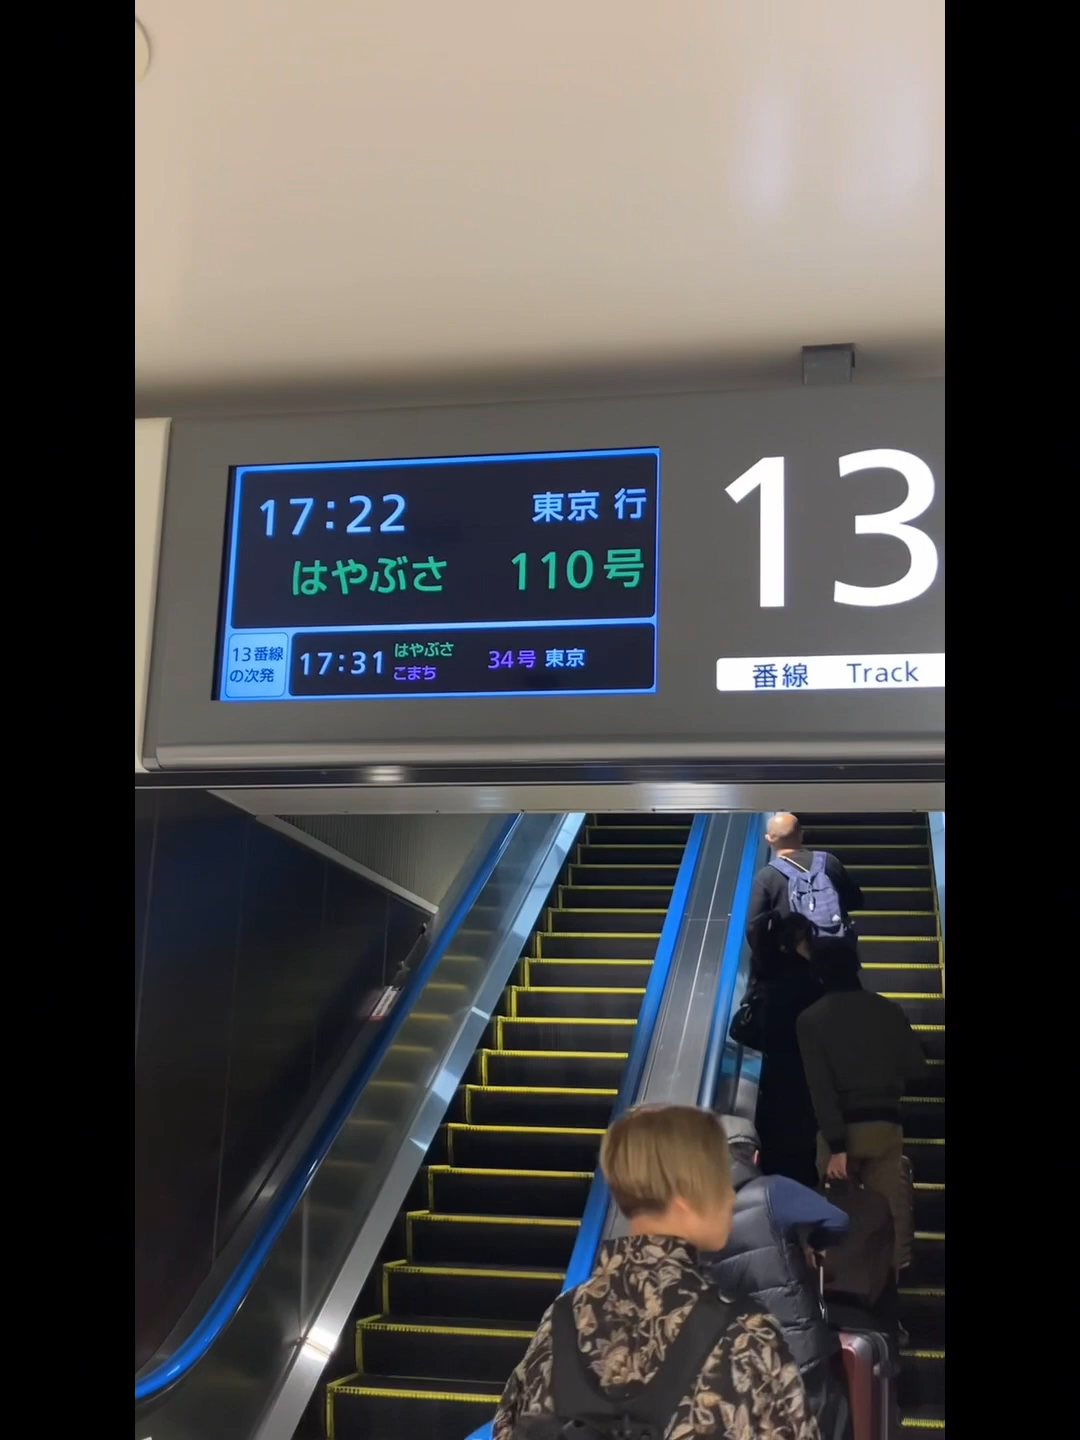 17:22 東京 行
はやぶさ 110号
13番線
の次発
17:31 はやぶさ こまち 34号 東京
13
番線 Track